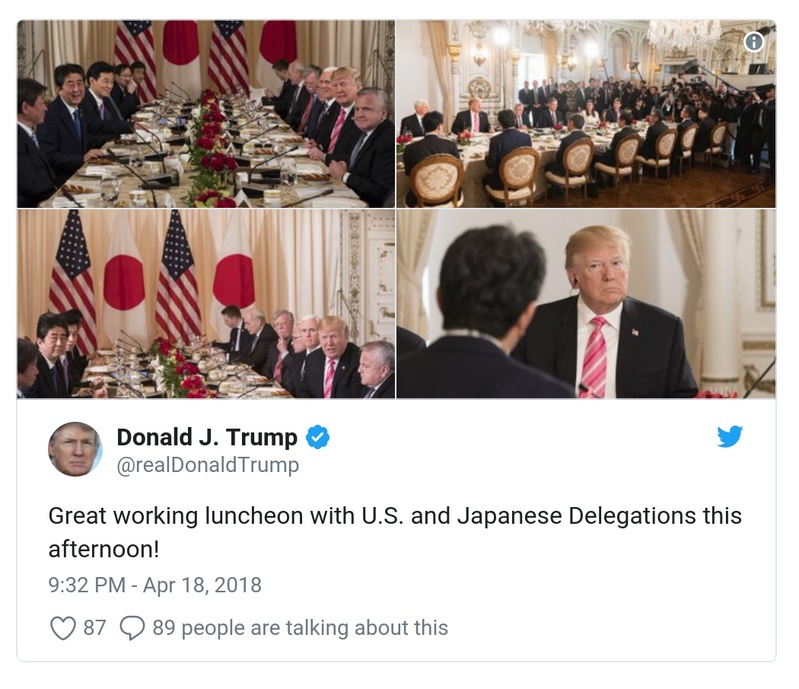 Donald J. Trump
@realDonaldTrump
Great working luncheon with U.S. and Japanese Delegations this
afternoon!
9:32 PM - Apr 18, 2018
87 89 people are talking about this